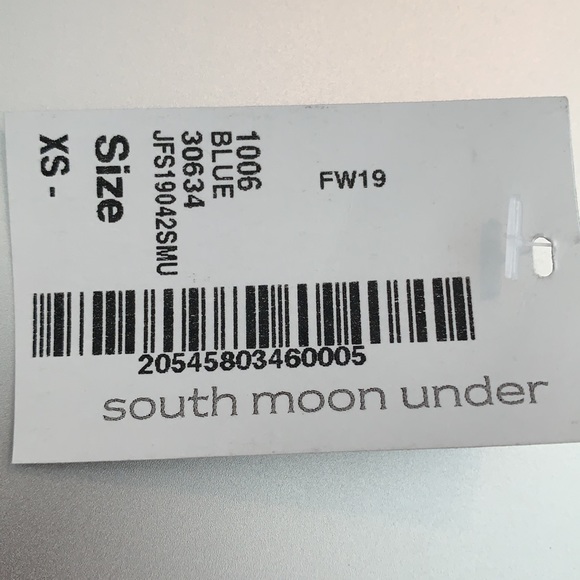 FW19
1006
BLUE
30634
JFS19042SMU
Size
XS -
20545803460005
south moon under